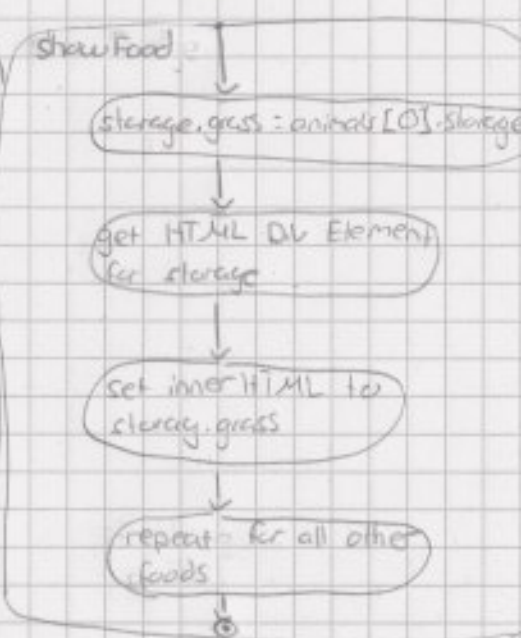 showFood
storage.grass = animals[0].storage
get HTML Div Element
for storage
set innerHTML to
storag.grass
repeat for all other
foods